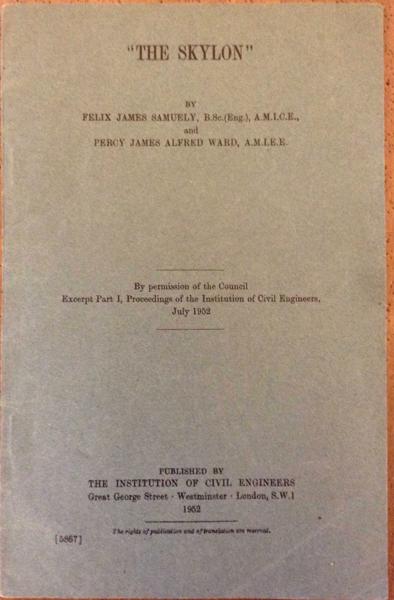 "THE SKYLON"
BY
FELIX JAMES SAMUELY, B.Sc.(Eng.), A.M.I.C.E.,
and
PERCY JAMES ALFRED WARD, A.M.I.E.E.
By permission of the Council
Excerpt Part I, Proceedings of the Institution of Civil Engineers,
July 1952
PUBLISHED BY
THE INSTITUTION OF CIVIL ENGINEERS
Great George Street · Westminster · London, S.W.1
1952
The rights of publication and of translation are reserved.
[5867]